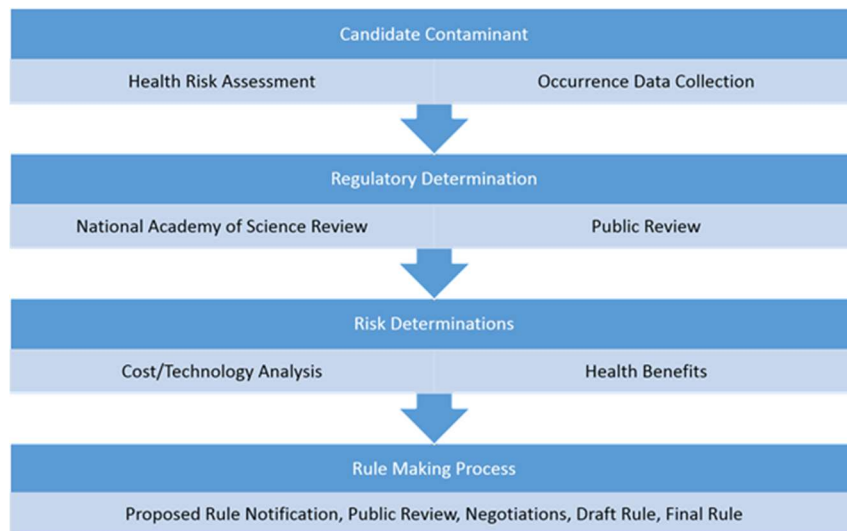 Candidate Contaminant
Health Risk Assessment
Occurrence Data Collection
Regulatory Determination
National Academy of Science Review
Public Review
Risk Determinations
Cost/Technology Analysis
Health Benefits
Rule Making Process
Proposed Rule Notification, Public Review, Negotiations, Draft Rule, Final Rule